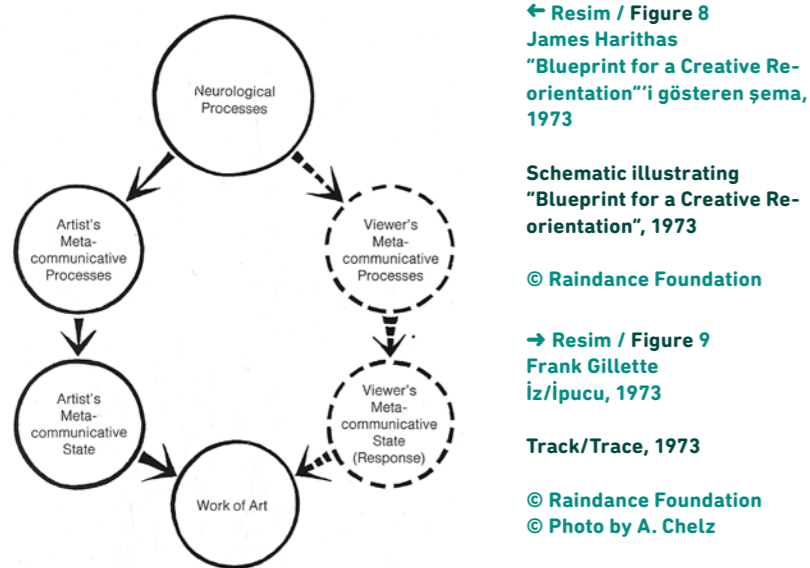 Neurological
Processes
Artist's
Meta-
communicative
Processes
Viewer's
Meta-
communicative
Processes
Artist's
Meta-
communicative
State
Viewer's
Meta-
communicative
State
(Response)
Work of Art
← Resim / Figure 8
James Harithas
"Blueprint for a Creative Re-
orientation"'i gösteren şema,
1973
Schematic illustrating
"Blueprint for a Creative Re-
orientation", 1973
© Raindance Foundation
→ Resim / Figure 9
Frank Gillette
İz/İpucu, 1973
Track/Trace, 1973
© Raindance Foundation
© Photo by A. Chelz